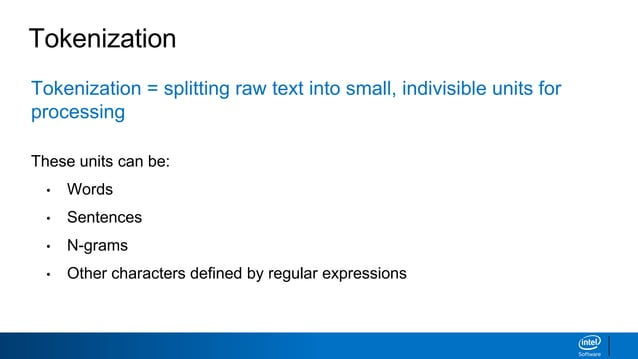 Tokenization
Tokenization = splitting raw text into small, indivisible units for
processing
These units can be:
• Words
• Sentences
• N-grams
• Other characters defined by regular expressions
intel
Software